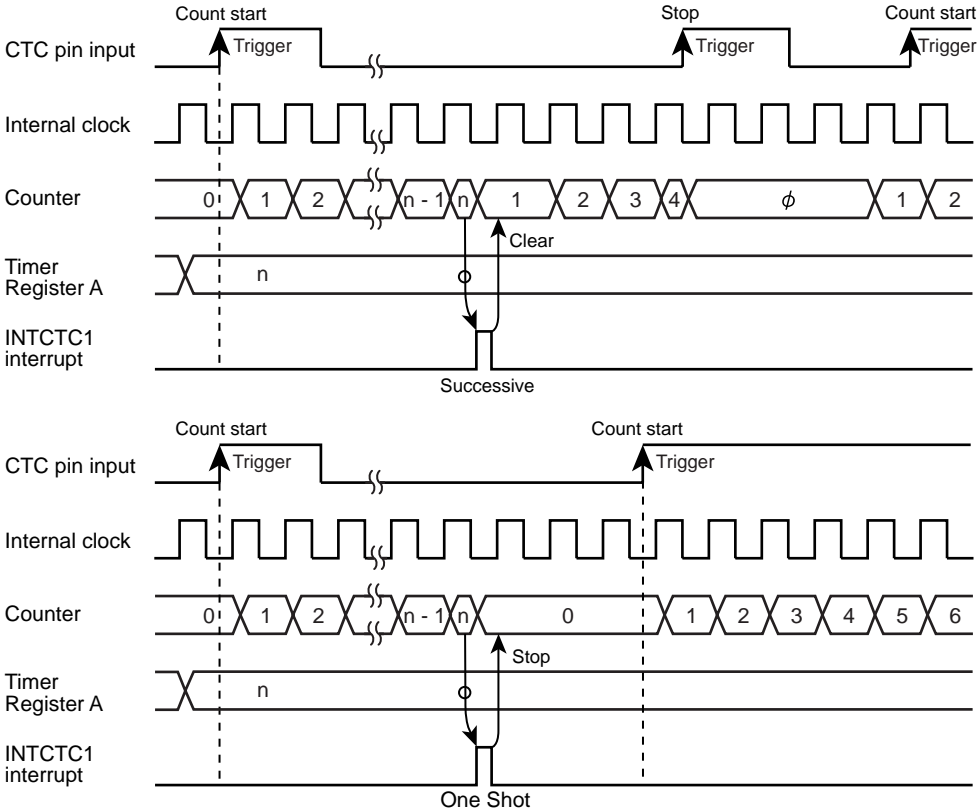 Count start Stop Count start
CTC pin input Trigger Trigger Trigger
Internal clock
Counter 0 1 2 n - 1 n 1 2 3 4 ϕ 1 2
Clear
Timer
Register A n
INTCTC1
interrupt
Successive
Count start Count start
CTC pin input Trigger Trigger
Internal clock
Counter 0 1 2 n - 1 n 0 1 2 3 4 5 6
Stop
Timer
Register A n
INTCTC1
interrupt
One Shot